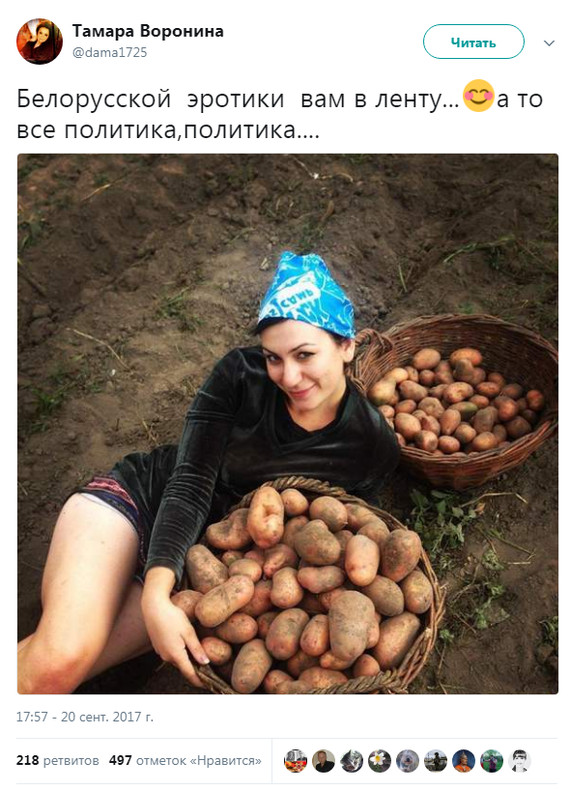 Тамара Воронина
@dama1725
Читать
Белорусской эротики вам в ленту...😊а то
все политика,политика....
17:57 - 20 сент. 2017 г.
218 ретвитов 497 отметок «Нравится»